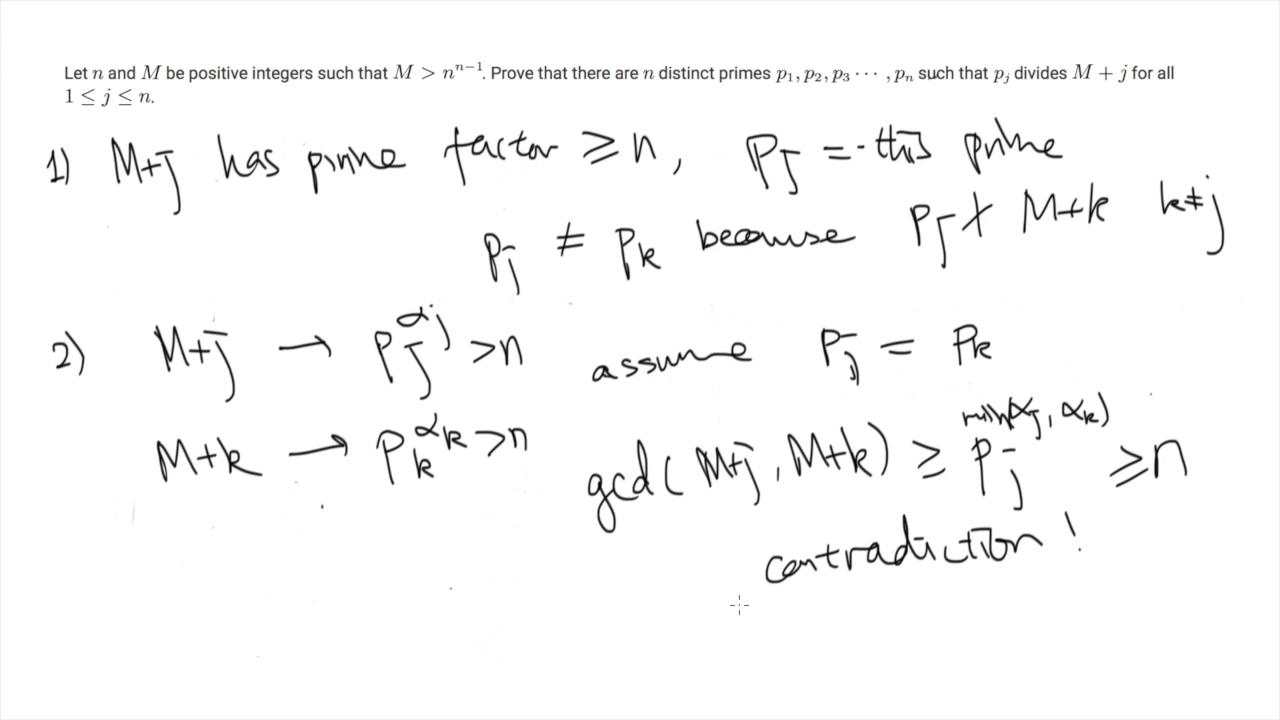 Let n and M be positive integers such that M > n^{n−1}. Prove that there are n distinct primes p_1, p_2, p_3 ⋯ , p_n such that p_j divides M + j for all
1 ≤ j ≤ n.
1) M+j has prime factor ≥ n, P_j = this prime
P_j ≠ P_k because P_j ∤ M+k k≠j
2) M+j → P_j^{α_j} > n assume P_j = P_k
M+k → P_k^{α_k} > n gcd(M+j, M+k) ≥ P_j^{min(α_j, α_k)} ≥ n
contradiction!